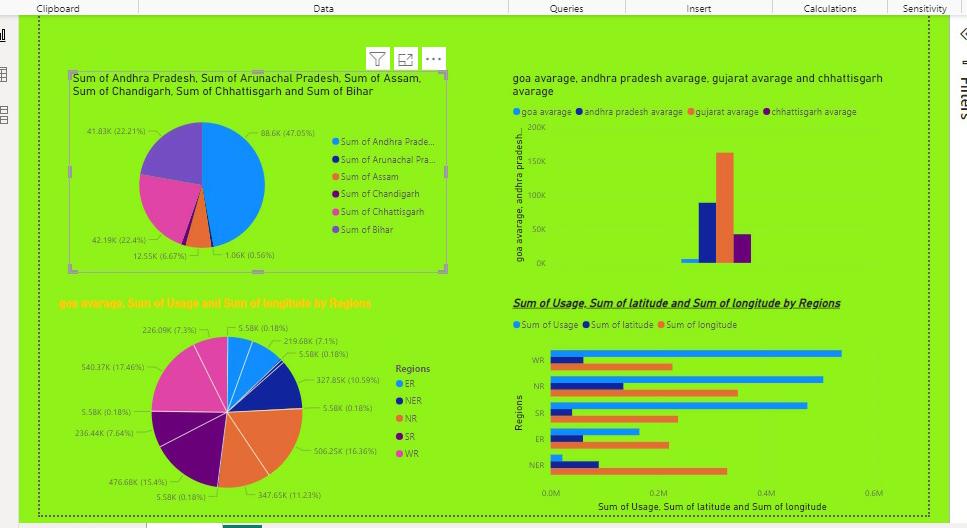 Clipboard
Data
Queries
Insert
Calculations
Sensitivity
Filters
Sum of Andhra Pradesh, Sum of Arunachal Pradesh, Sum of Assam,
Sum of Chandigarh, Sum of Chhattisgarh and Sum of Bihar
41.83K (22.21%)
88.6K (47.05%)
42.19K (22.4%)
12.55K (6.67%)
1.06K (0.56%)
Sum of Andhra Prade...
Sum of Arunachal Pra...
Sum of Assam
Sum of Chandigarh
Sum of Chhattisgarh
Sum of Bihar
goa avarage, andhra pradesh avarage, gujarat avarage and chhattisgarh
avarage
goa avarage
andhra pradesh avarage
gujarat avarage
chhattisgarh avarage
goa avarage, andhra pradesh...
200K
150K
100K
50K
0K
goa avarage, Sum of Usage and Sum of longitude by Regions
226.09K (7.3%)
5.58K (0.18%)
219.68K (7.1%)
5.58K (0.18%)
540.37K (17.46%)
327.85K (10.59%)
5.58K (0.18%)
5.58K (0.18%)
236.44K (7.64%)
506.25K (16.36%)
476.68K (15.4%)
5.58K (0.18%)
347.65K (11.23%)
Regions
ER
NER
NR
SR
WR
Sum of Usage, Sum of latitude and Sum of longitude by Regions
Sum of Usage
Sum of latitude
Sum of longitude
Regions
WR
NR
SR
ER
NER
0.0M
0.2M
0.4M
0.6M
Sum of Usage, Sum of latitude and Sum of longitude